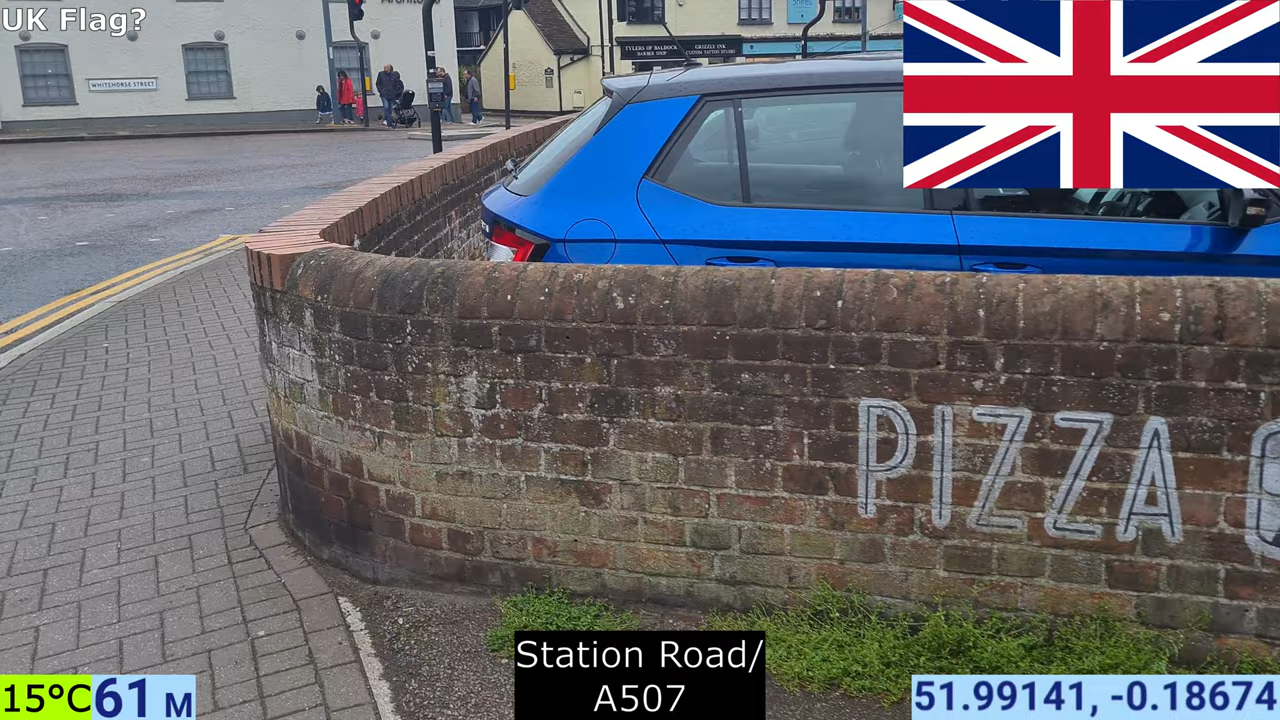 UK Flag?
WHITEHORSE STREET
TYLERS OF BALDOCK
BARBER SHOP
GRIZZLY INK
CUSTOM TATTOO STUDIO
PIZZA
Station Road/
A507
15°C
61 M
51.99141, -0.18674